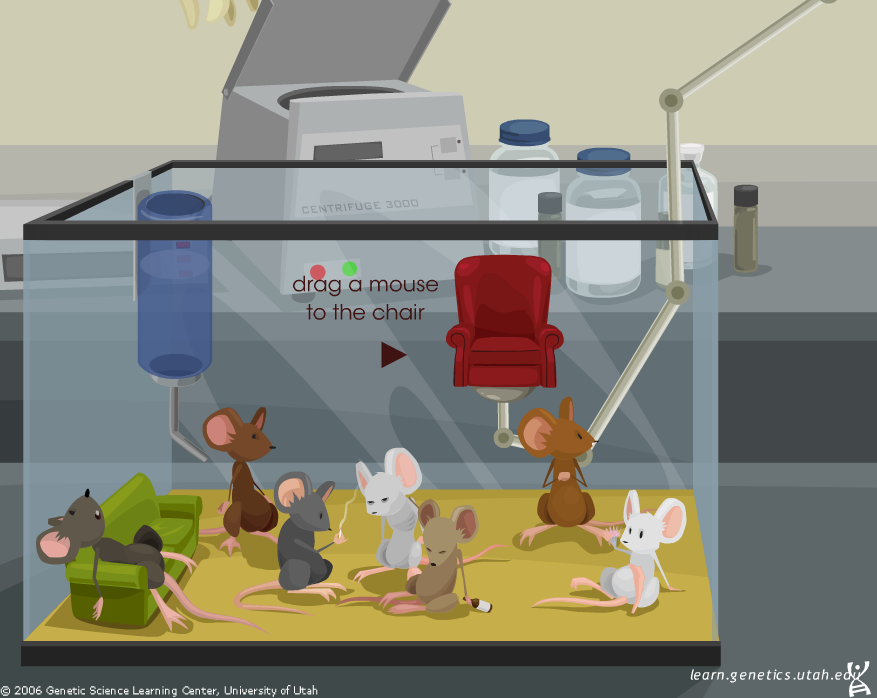 CENTRIFUGE 3000
drag a mouse
to the chair
learn.genetics.utah.edu
© 2006 Genetic Science Learning Center, University of Utah